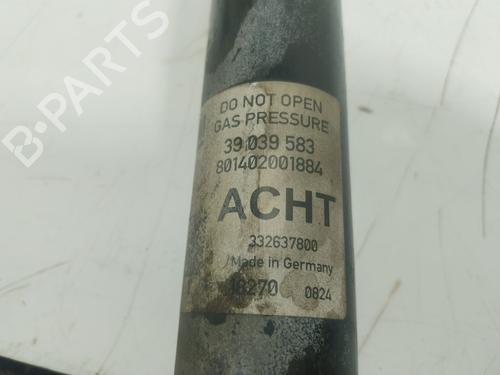 B-PARTS
DO NOT OPEN
GAS PRESSURE
39 039 583
801402001884
ACHT
332637800
Made in Germany
18270 0824